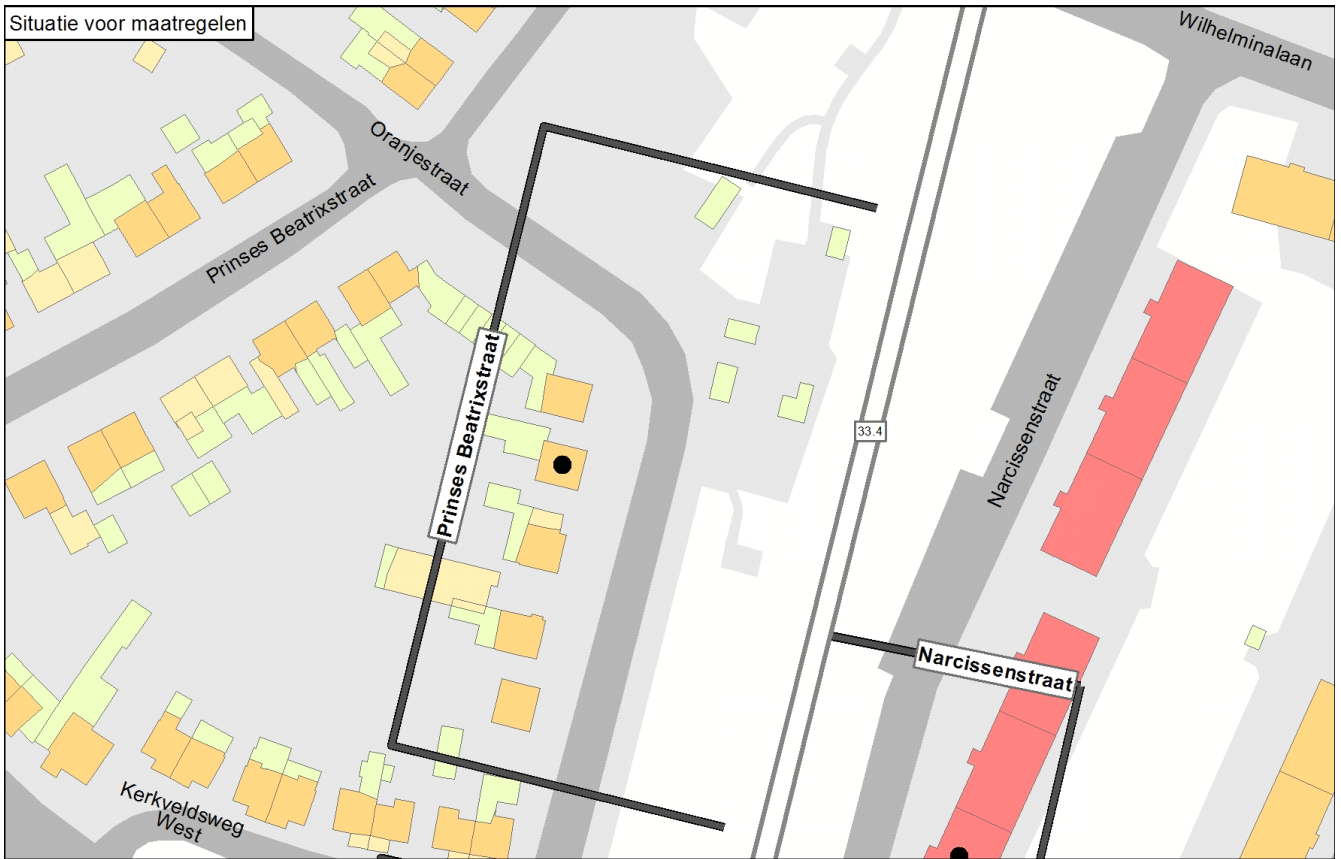 Situatie voor maatregelen
Wilhelminalaan
Oranjestraat
Prinses Beatrixstraat
Prinses Beatrixstraat
33.4
Narcissenstraat
Narcissenstraat
Kerkveldsweg
West